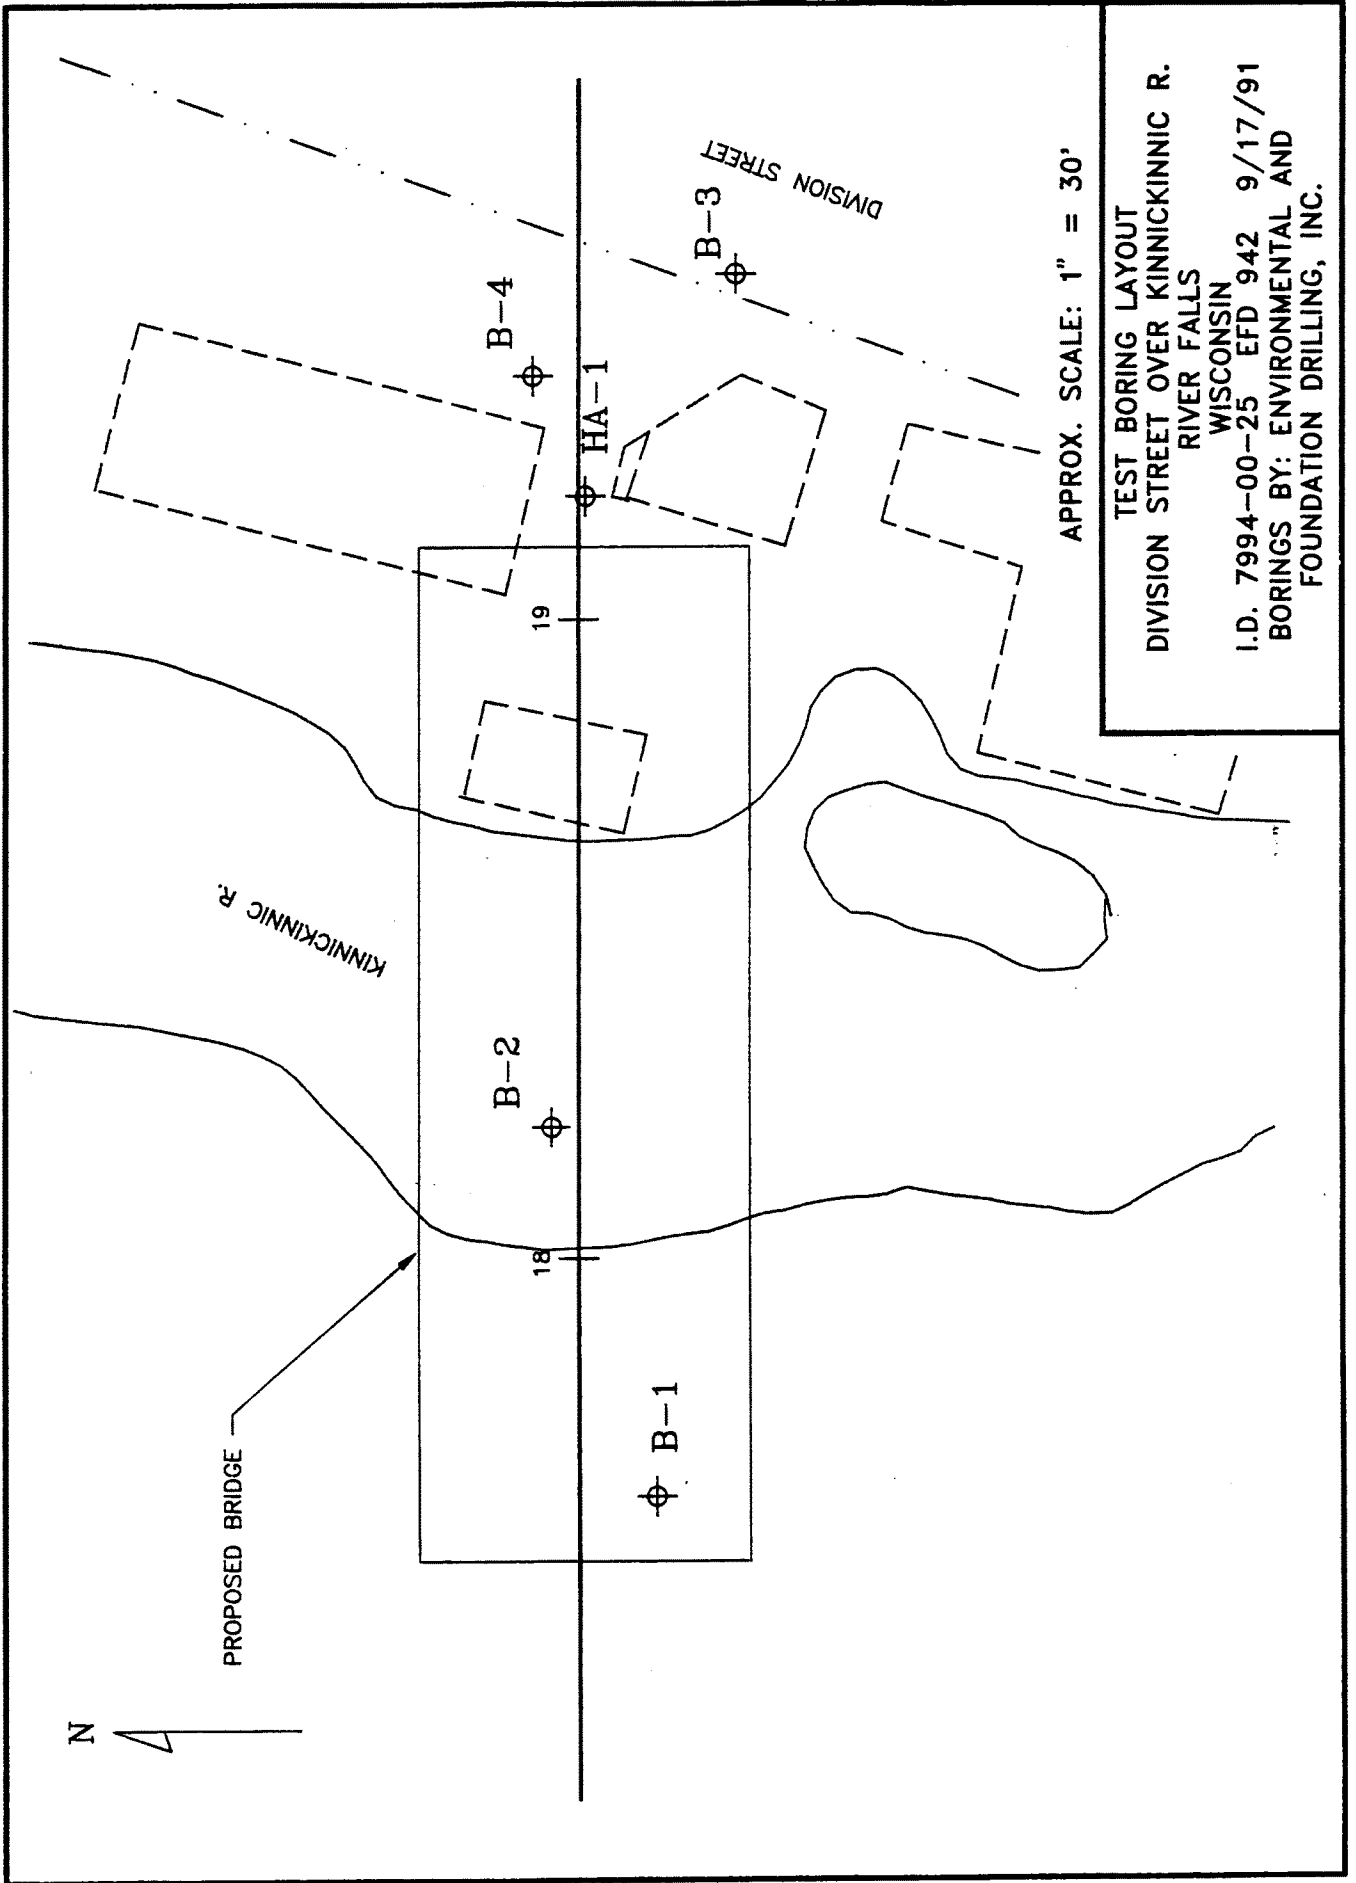 N
PROPOSED BRIDGE
KINNICKINNIC R.
B-1
B-2
18
19
HA-1
B-4
B-3
DIVISION STREET
APPROX. SCALE: 1" = 30'
TEST BORING LAYOUT
DIVISION STREET OVER KINNICKINNIC R.
RIVER FALLS
WISCONSIN
I.D. 7994-00-25 EFD 942 9/17/91
BORINGS BY: ENVIRONMENTAL AND
FOUNDATION DRILLING, INC.